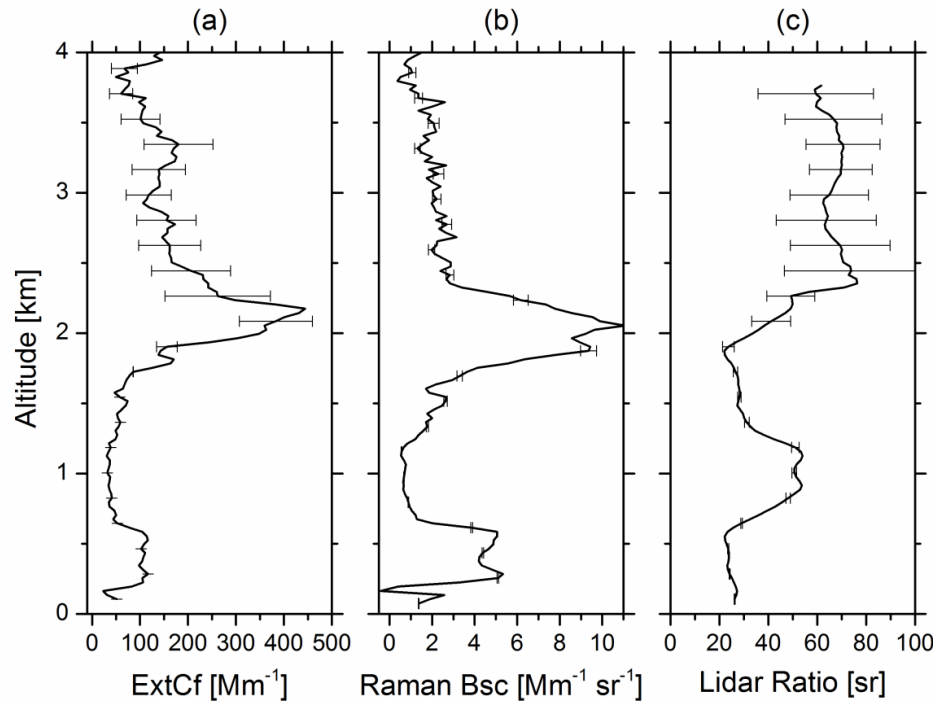 (a) (b) (c)
4
3
2
1
0
Altitude [km]
0 100 200 300 400 500
0 2 4 6 8 10
0 20 40 60 80 100
ExtCf [Mm⁻¹]
Raman Bsc [Mm⁻¹ sr⁻¹]
Lidar Ratio [sr]